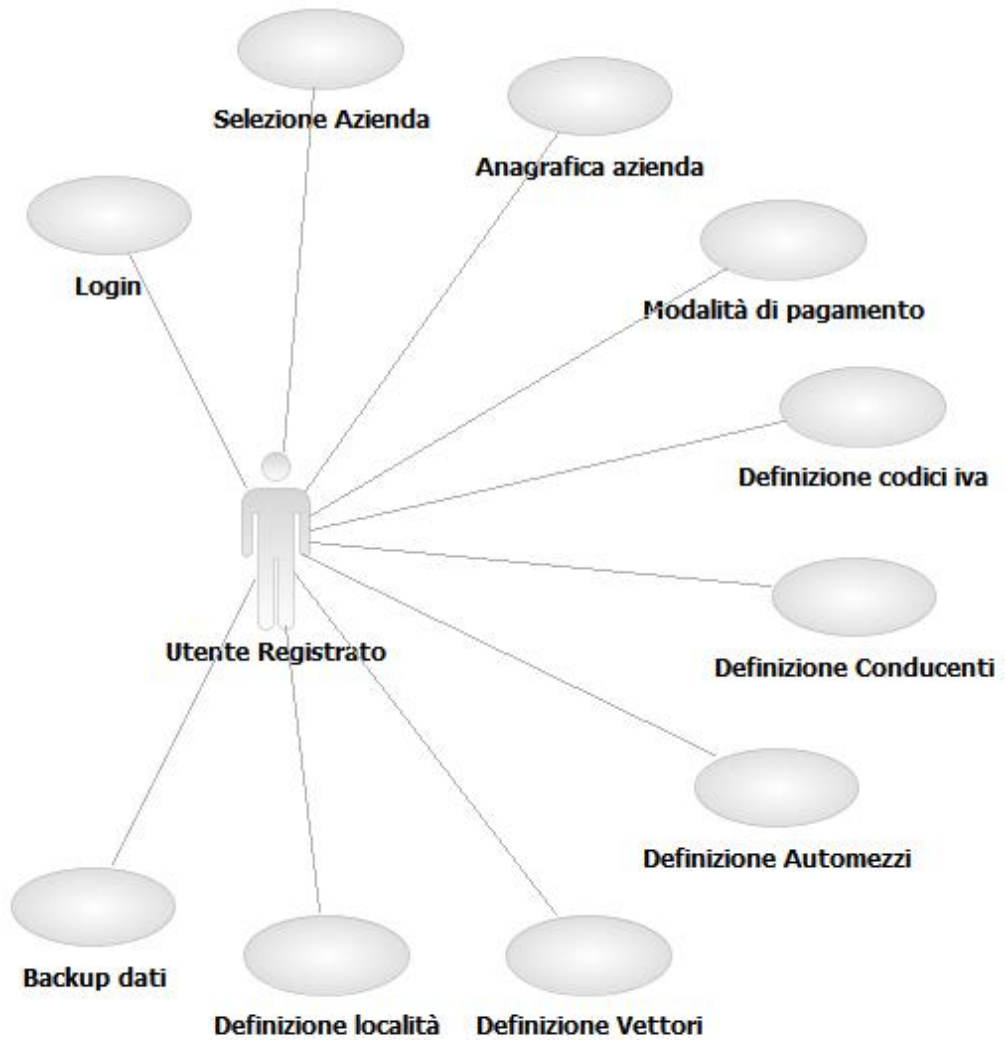 Selezione Azienda
Anagrafica azienda
Login
Modalità di pagamento
Definizione codici iva
Utente Registrato
Definizione Conducenti
Definizione Automezzi
Backup dati
Definizione località
Definizione Vettori